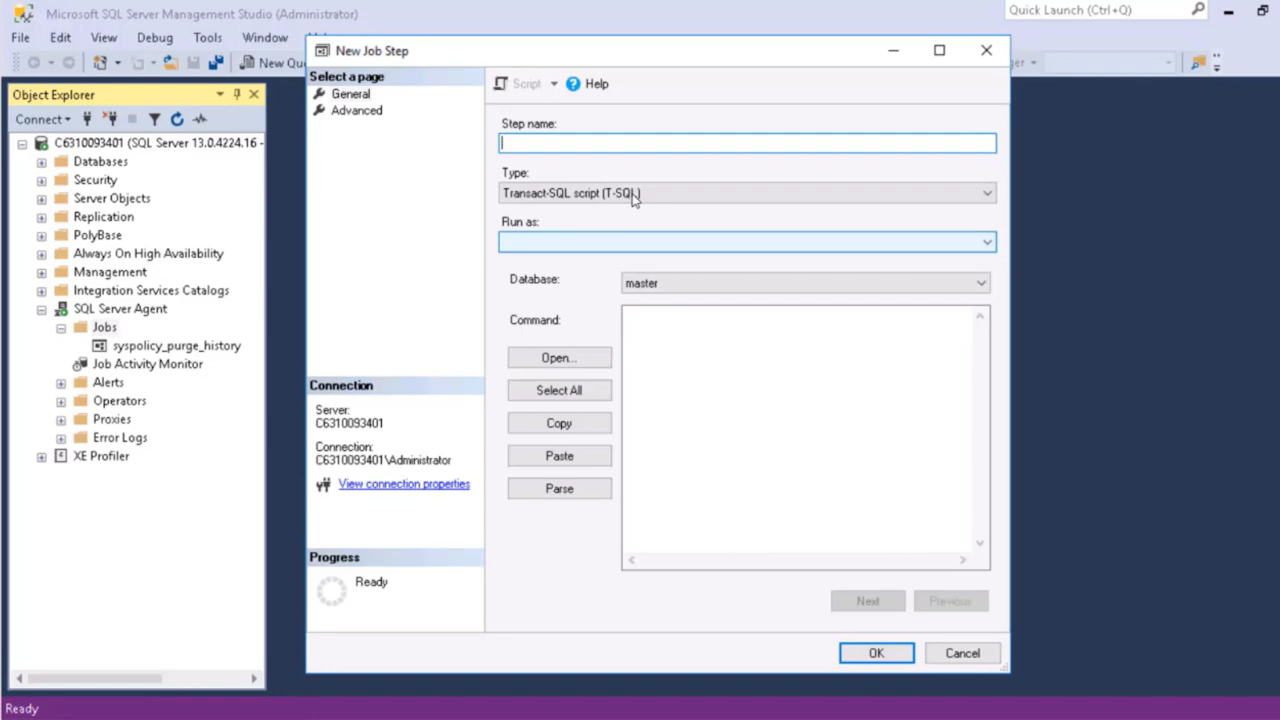 Microsoft SQL Server Management Studio (Administrator)
Quick Launch (Ctrl+Q)
File Edit View Debug Tools Window
New Job Step
New Qu
Object Explorer
Connect
C6310093401 (SQL Server 13.0.4224.16 -
Databases
Security
Server Objects
Replication
PolyBase
Always On High Availability
Management
Integration Services Catalogs
SQL Server Agent
Jobs
syspolicy_purge_history
Job Activity Monitor
Alerts
Operators
Proxies
Error Logs
XE Profiler
Select a page
General
Advanced
Connection
Server:
C6310093401
Connection:
C6310093401\Administrator
View connection properties
Progress
Ready
Script Help
Step name:
Type:
Transact-SQL script (T-SQL)
Run as:
Database: master
Command:
Open...
Select All
Copy
Paste
Parse
Next Previous
OK Cancel
Ready